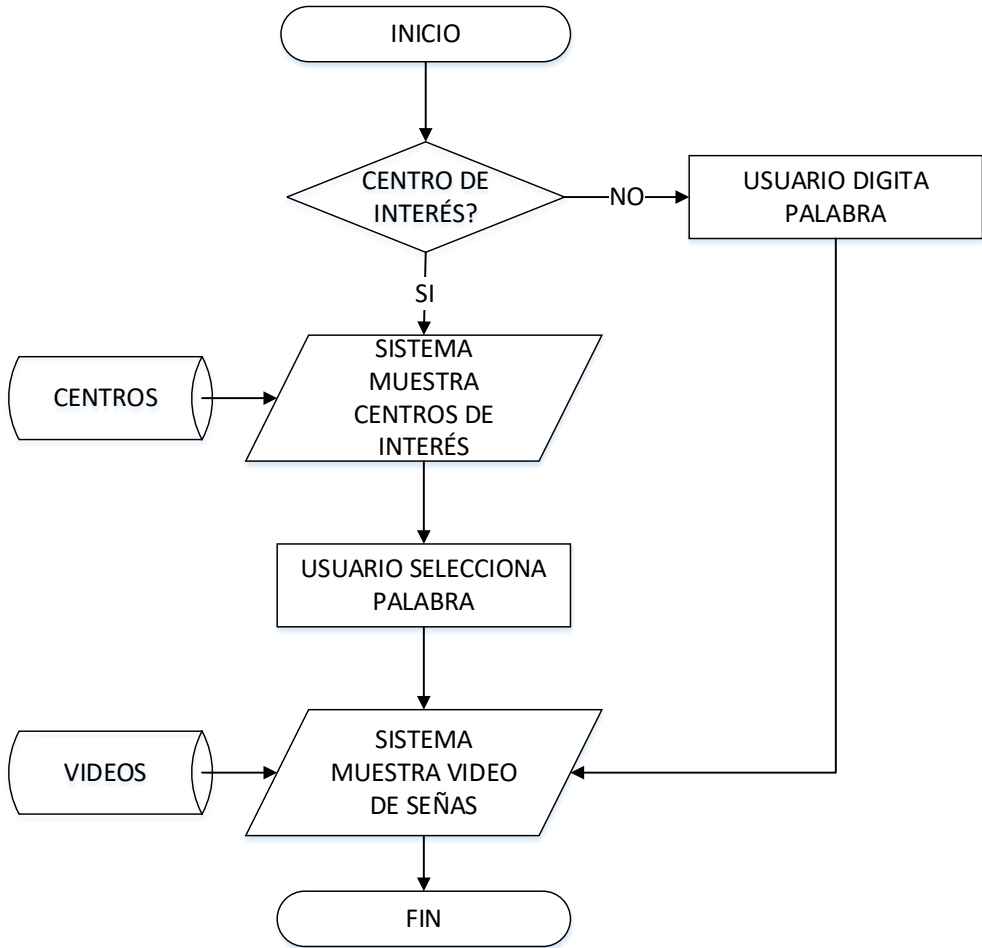 INICIO
CENTRO DE
INTERÉS?
NO
USUARIO DIGITA
PALABRA
SI
CENTROS
SISTEMA
MUESTRA
CENTROS DE
INTERÉS
USUARIO SELECCIONA
PALABRA
VIDEOS
SISTEMA
MUESTRA VIDEO
DE SEÑAS
FIN